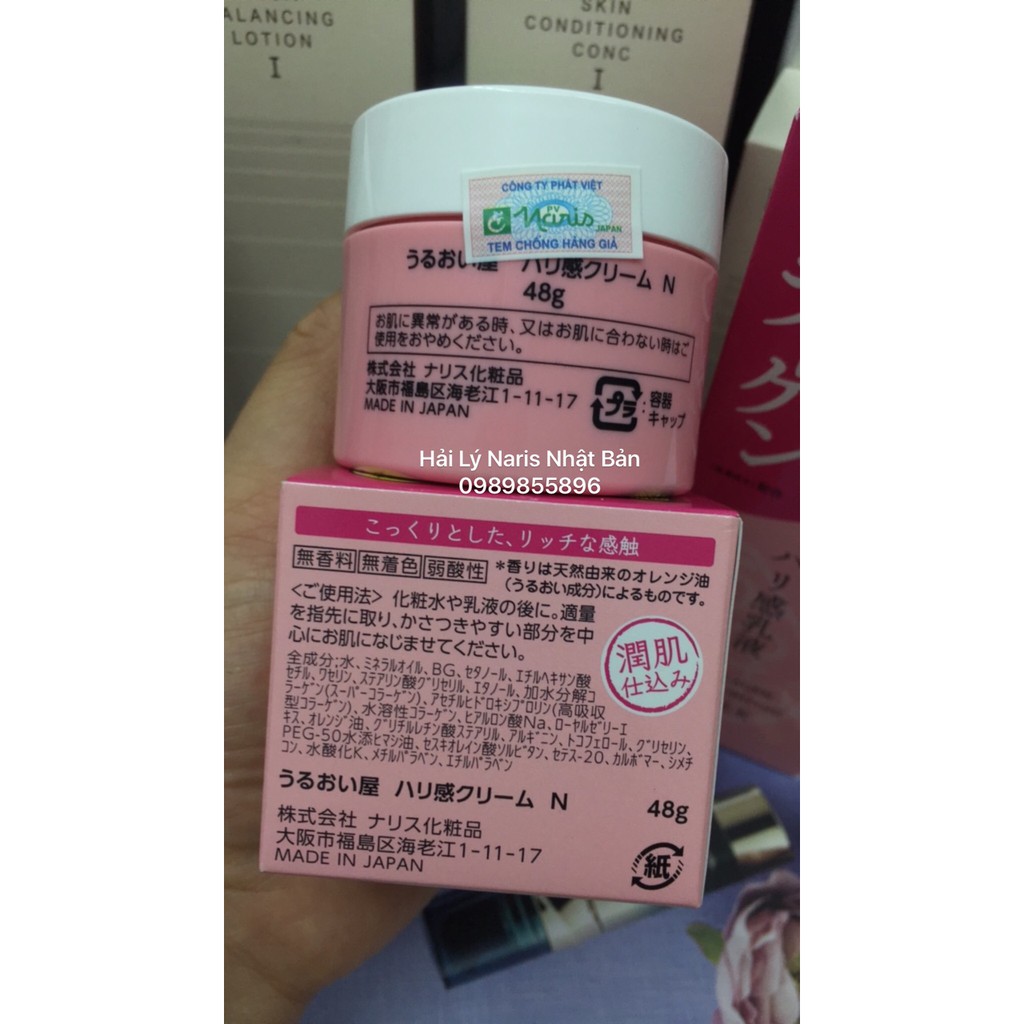 ALANCING
LOTION
I
SKIN
CONDITIONING
CONC
I
CÔNG TY PHÁT VIỆT
PV
Naris
JAPAN
TEM CHỐNG HÀNG GIẢ
うるおい屋 ハリ感クリーム N
48g
お肌に異常がある時、又はお肌に合わない時はご
使用をおやめください。
株式会社 ナリス化粧品
大阪市福島区海老江1-11-17
MADE IN JAPAN
プラ
:容器
キャップ
Hải Lý Naris Nhật Bản
0989855896
こっくりとした、リッチな感触
無香料 無着色 弱酸性 *香りは天然由来のオレンジ油
(うるおい成分)によるものです。
<ご使用法> 化粧水や乳液の後に。適量
を指先に取り、かさつきやすい部分を中
心にお肌になじませてください。
潤肌
仕込み
全成分:水、ミネラルオイル、BG、セタノール、エチルヘキサン酸
セチル、ワセリン、ステアリン酸グリセリル、エタノール、加水分解コ
ラーゲン(スーパーコラーゲン)、アセチルヒドロキシプロリン(高吸収
型コラーゲン)、水溶性コラーゲン、ヒアルロン酸Na、ローヤルゼリーエ
キス、オレンジ油、グリチルレチン酸ステアリル、アルギニン、トコフェロール、グリセリン、
PEG-50水添ヒマシ油、セスキオレイン酸ソルビタン、セテス-20、カルボマー、シメチ
コン、水酸化K、メチルパラベン、エチルパラベン
うるおい屋 ハリ感クリーム N
48g
株式会社 ナリス化粧品
大阪市福島区海老江1-11-17
MADE IN JAPAN
紙
ゲン
ハリ感乳液